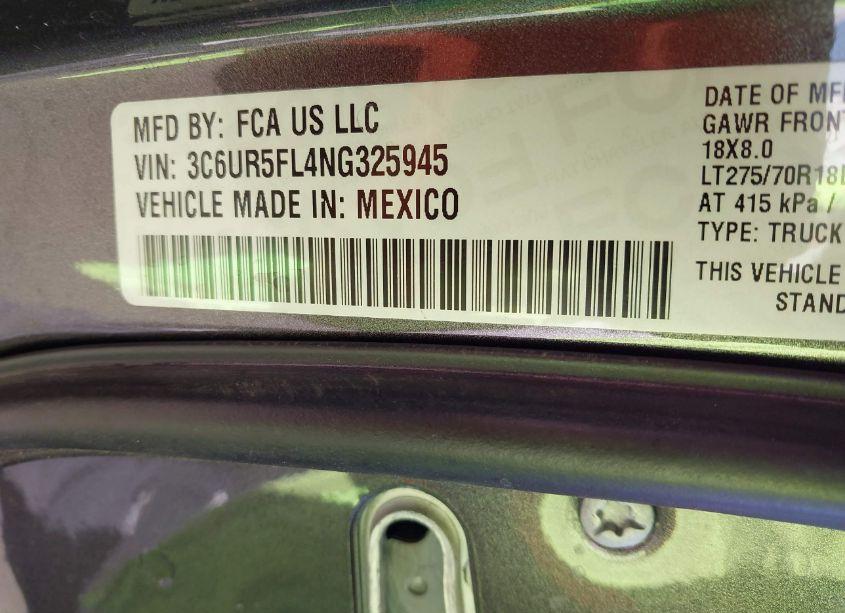 MFD BY: FCA US LLC
VIN: 3C6UR5FL4NG325945
VEHICLE MADE IN: MEXICO
DATE OF MF
GAWR FRONT
18X8.0
LT275/70R18
AT 415 kPa /
TYPE: TRUCK
THIS VEHICLE
STAND